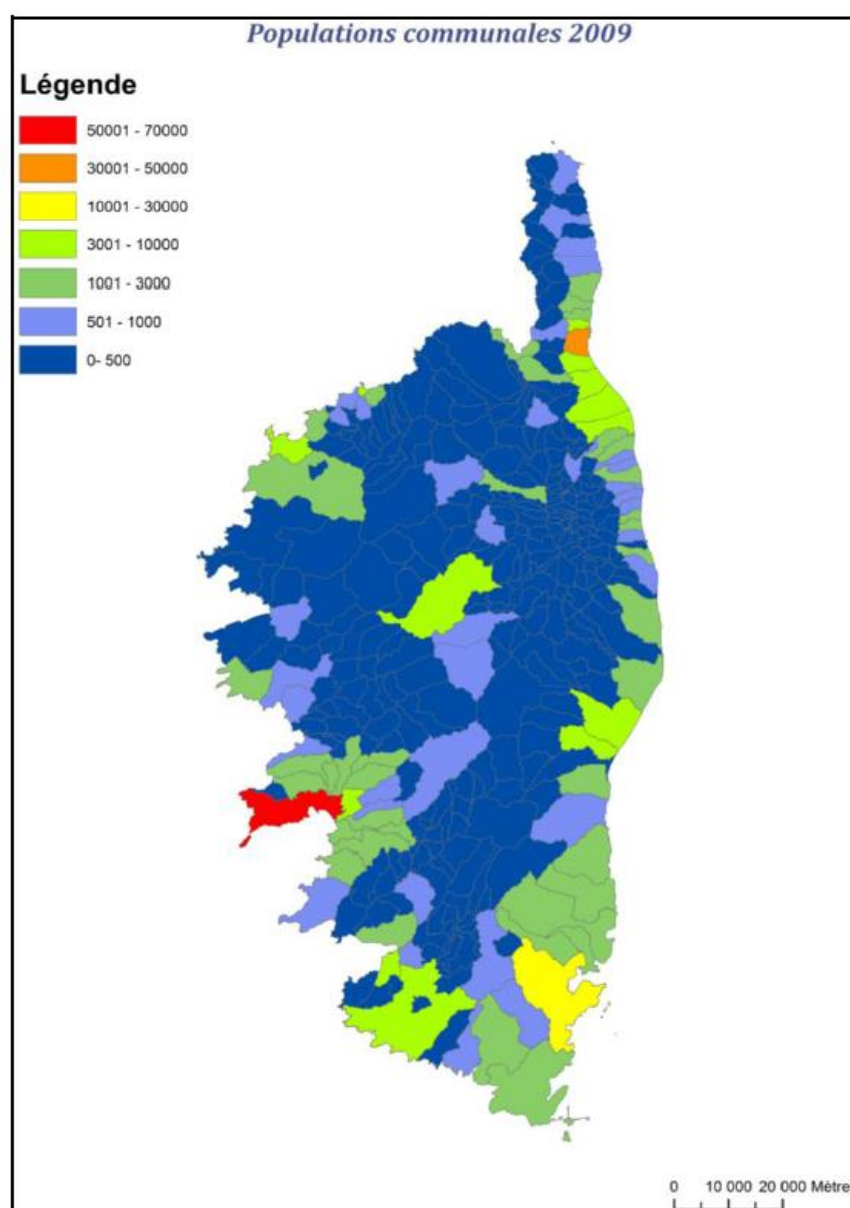 Populations communales 2009
Légende
50001 - 70000
30001 - 50000
10001 - 30000
3001 - 10000
1001 - 3000
501 - 1000
0- 500
0 10 000 20 000 Mètre